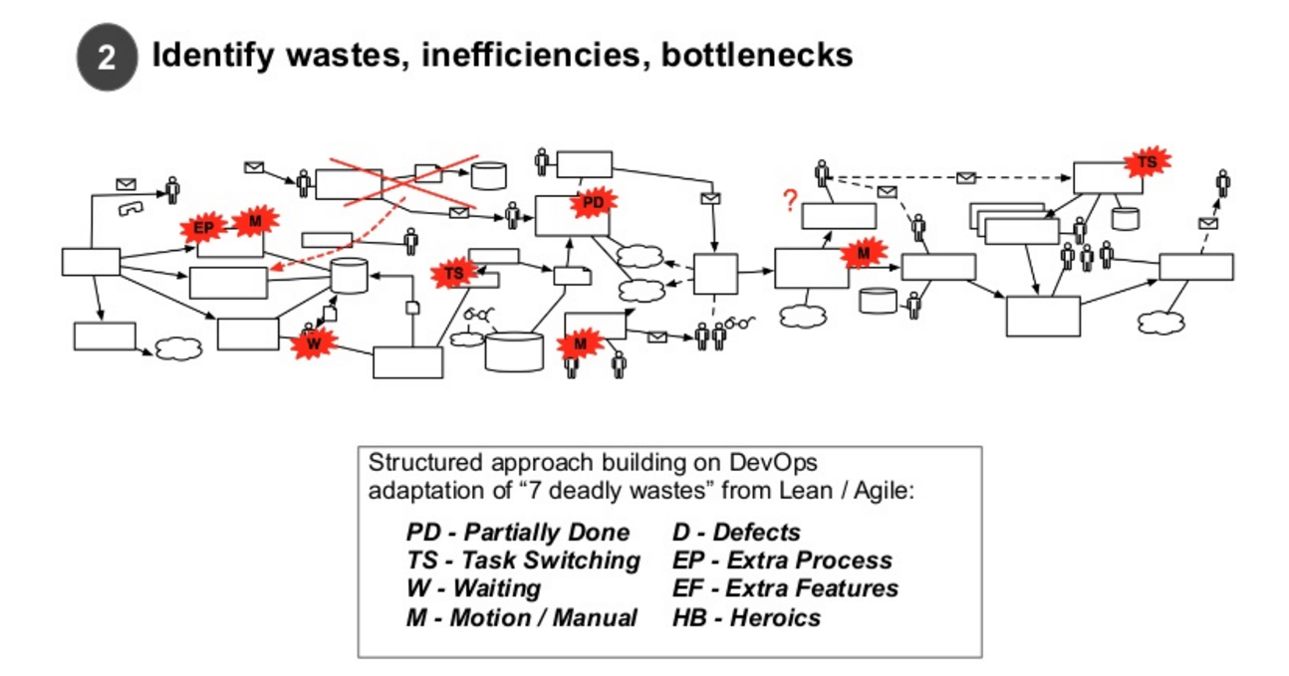 2 Identify wastes, inefficiencies, bottlenecks
TS
EP
M
PD
?
M
TS
W
M
Structured approach building on DevOps
adaptation of “7 deadly wastes” from Lean / Agile:
PD - Partially Done
D - Defects
TS - Task Switching
EP - Extra Process
W - Waiting
EF - Extra Features
M - Motion / Manual
HB - Heroics